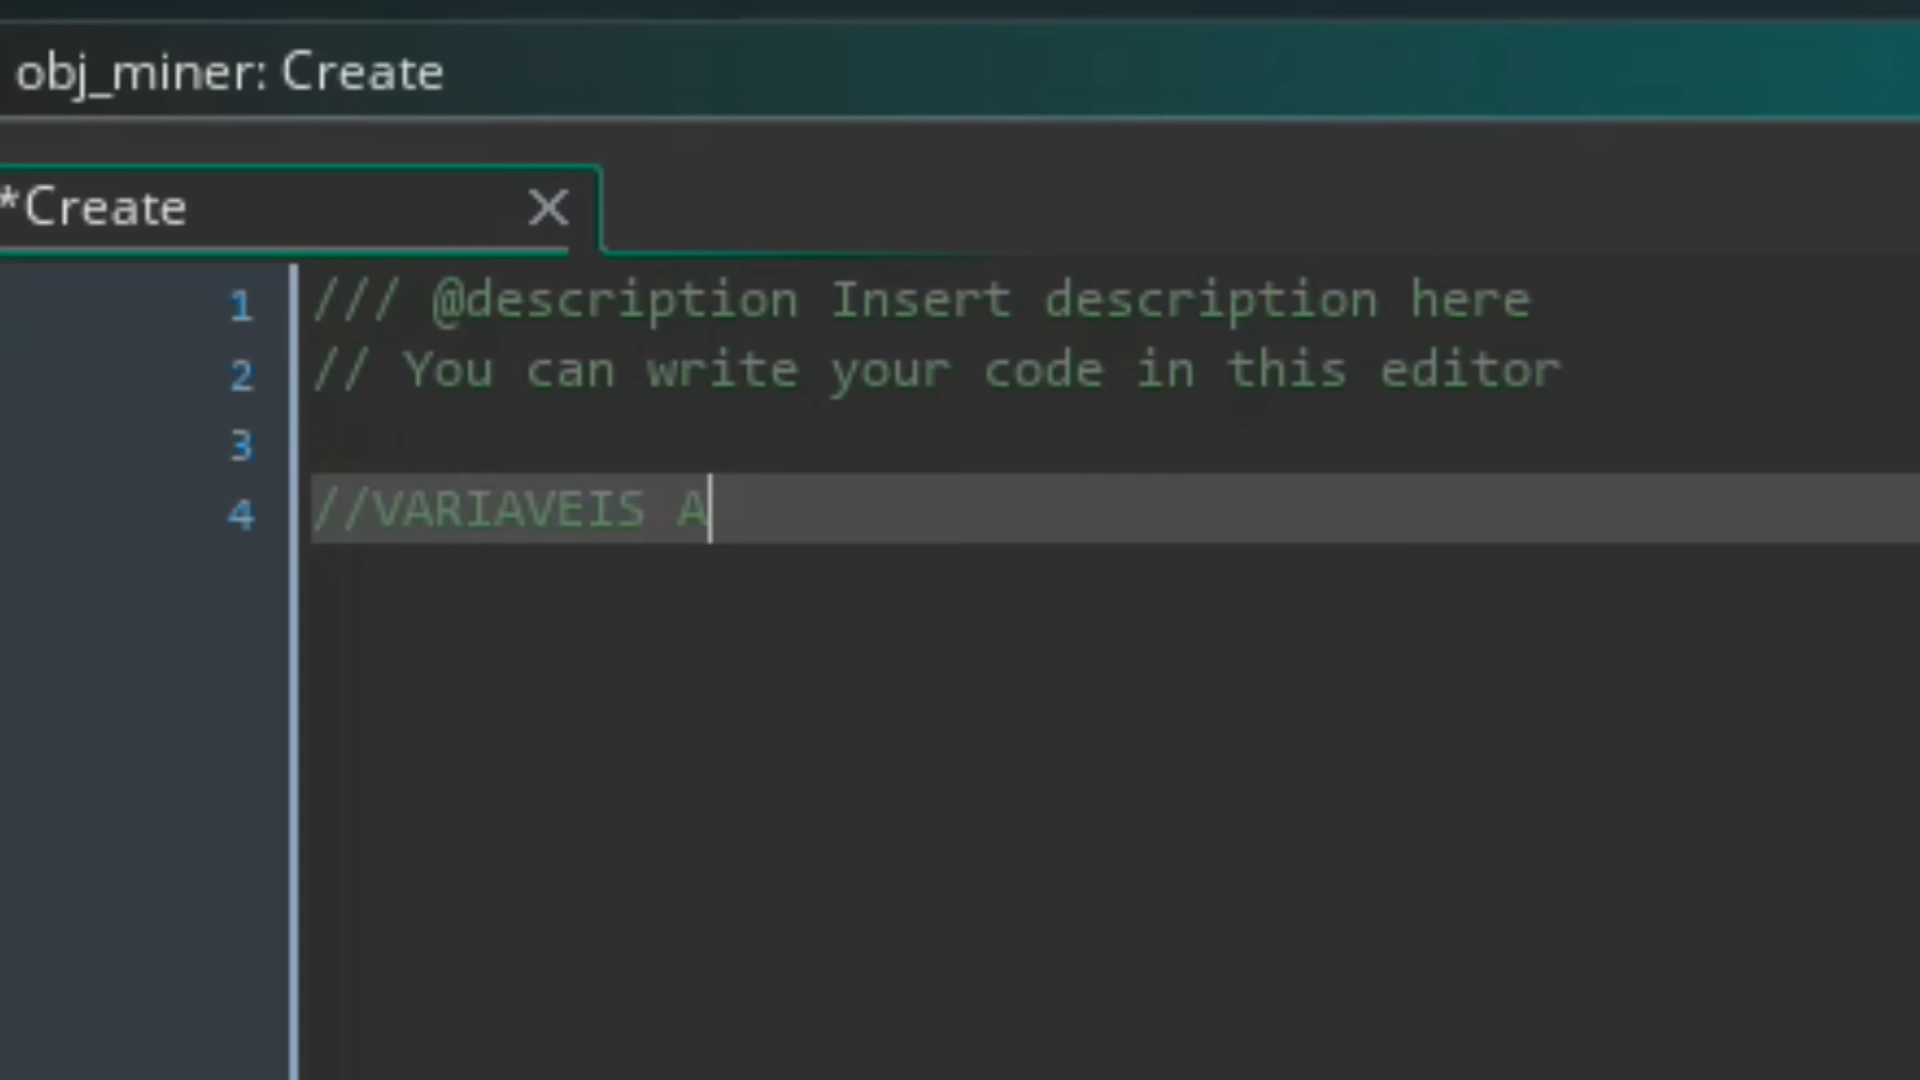 obj_miner: Create
*Create
1 /// @description Insert description here
2 // You can write your code in this editor
3
4 //VARIAVEIS A